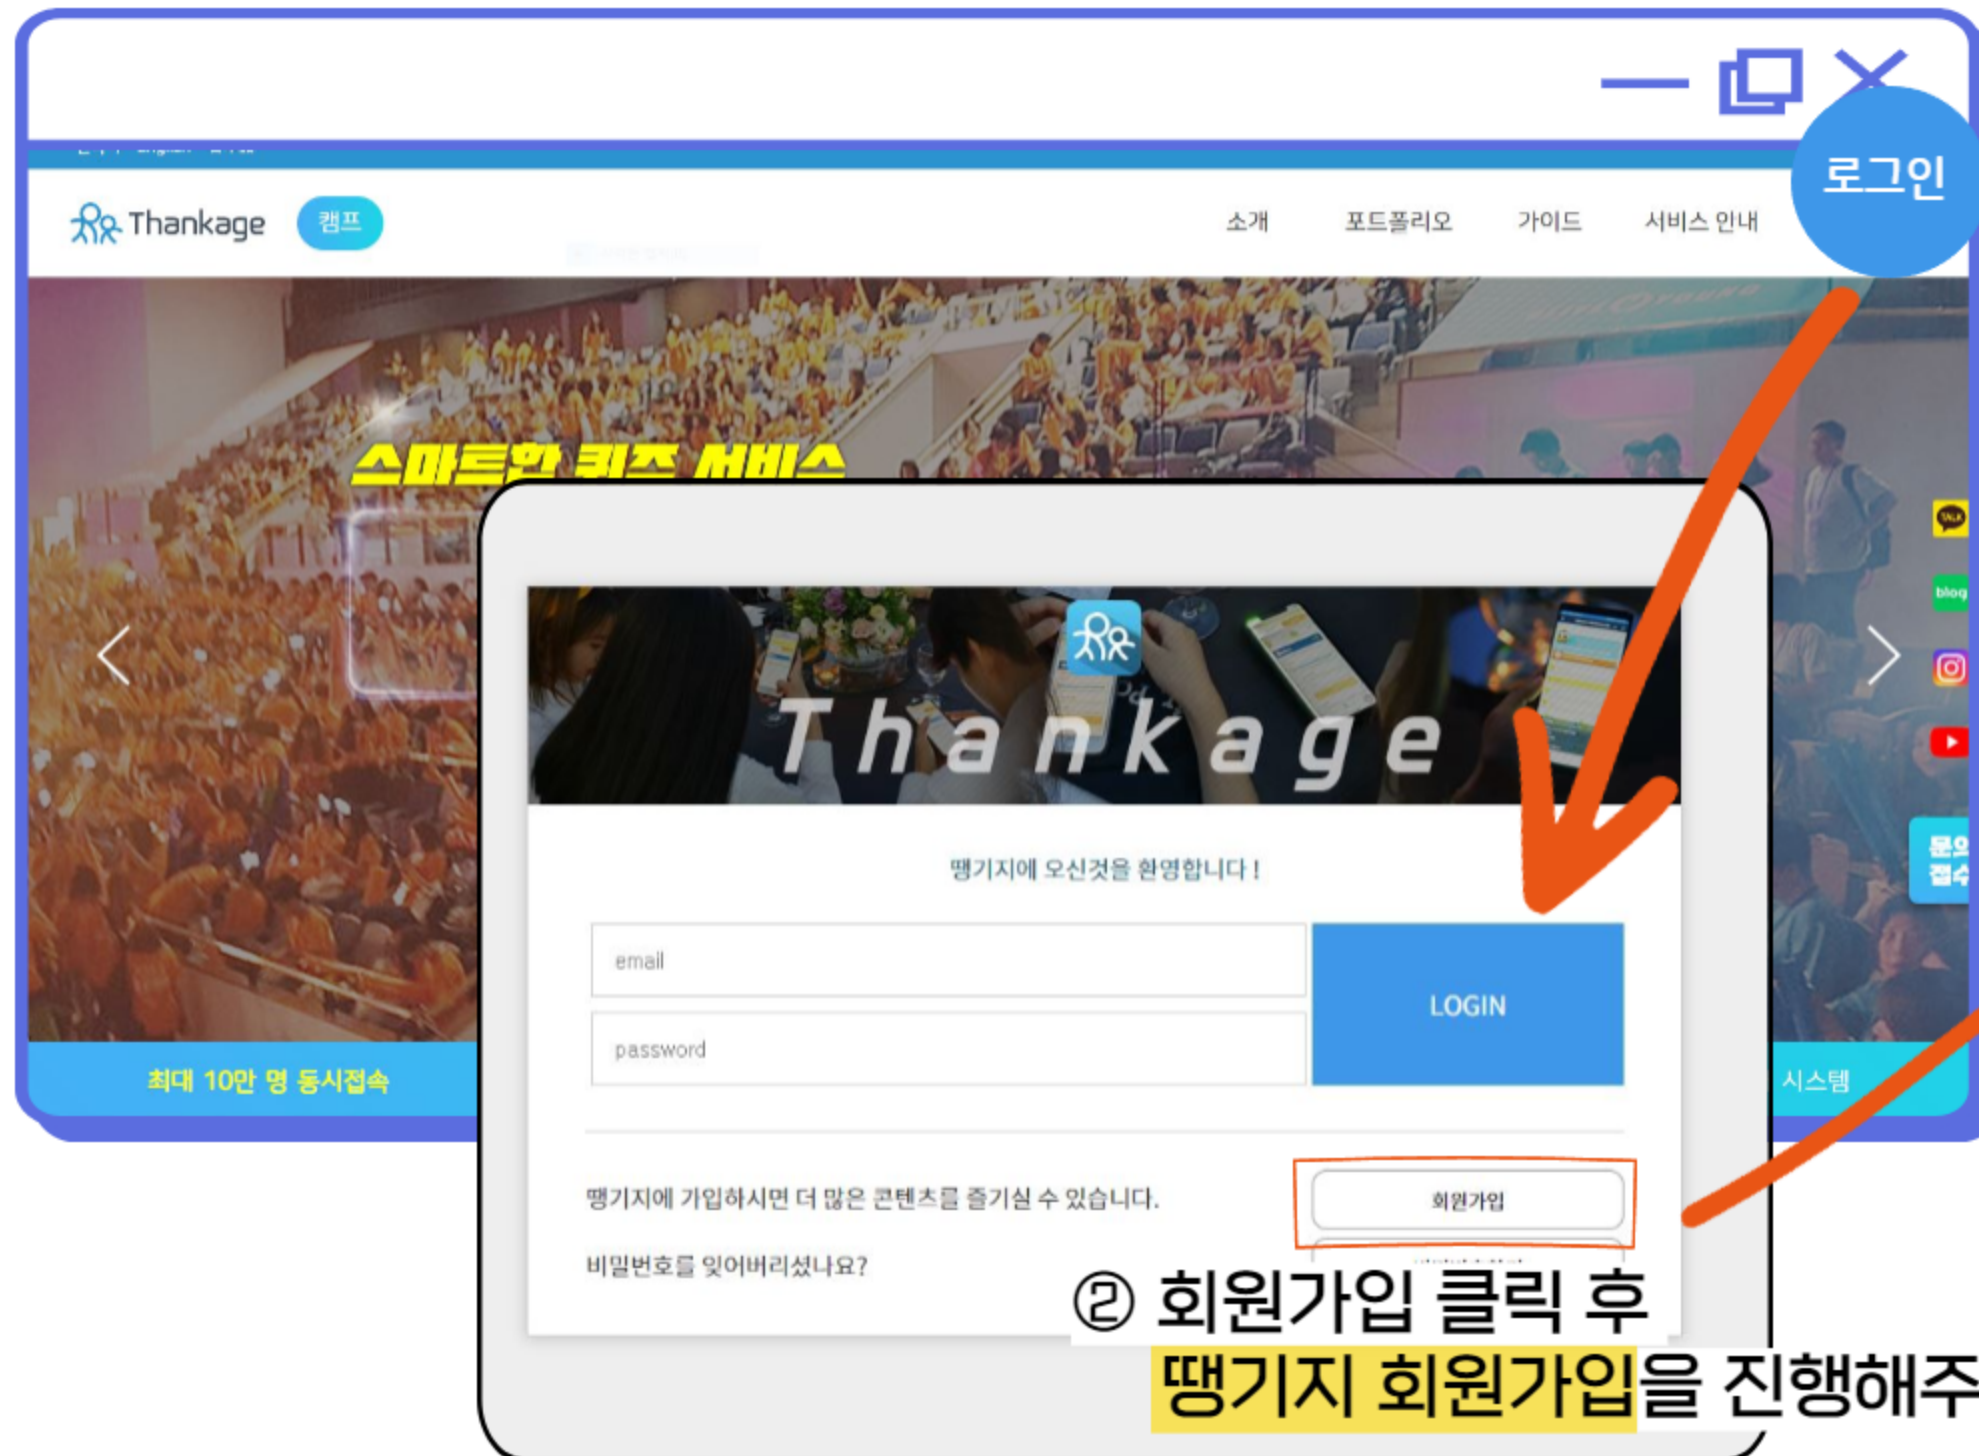 로그인
Thankage 캠프 소개 포트폴리오 가이드 서비스 안내
스마트한 퀴즈 서비스
TALK
blog
Thankage
문의
접수
땡기지에 오신것을 환영합니다 !
email
LOGIN
password
최대 10만 명 동시접속
시스템
땡기지에 가입하시면 더 많은 콘텐츠를 즐기실 수 있습니다.
회원가입
비밀번호를 잊어버리셨나요?
② 회원가입 클릭 후
땡기지 회원가입을 진행해주